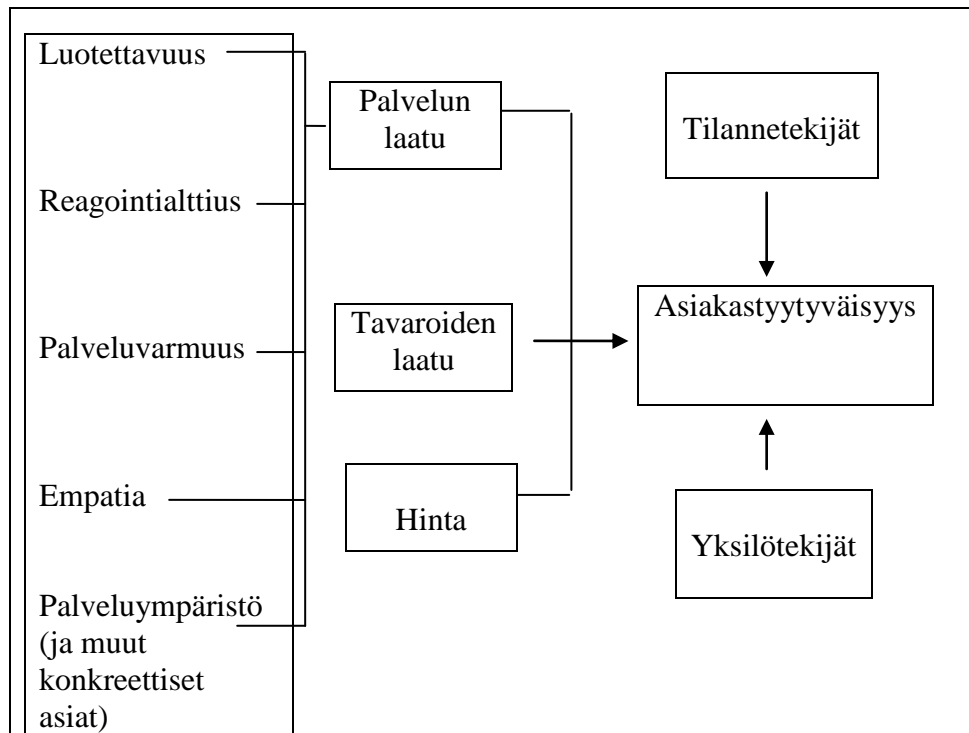 Luotettavuus
Reagointialttius
Palveluvarmuus
Empatia
Palveluympäristö
(ja muut
konkreettiset
asiat)
Palvelun
laatu
Tavaroiden
laatu
Hinta
Tilannetekijät
Asiakastyytyväisyys
Yksilötekijät